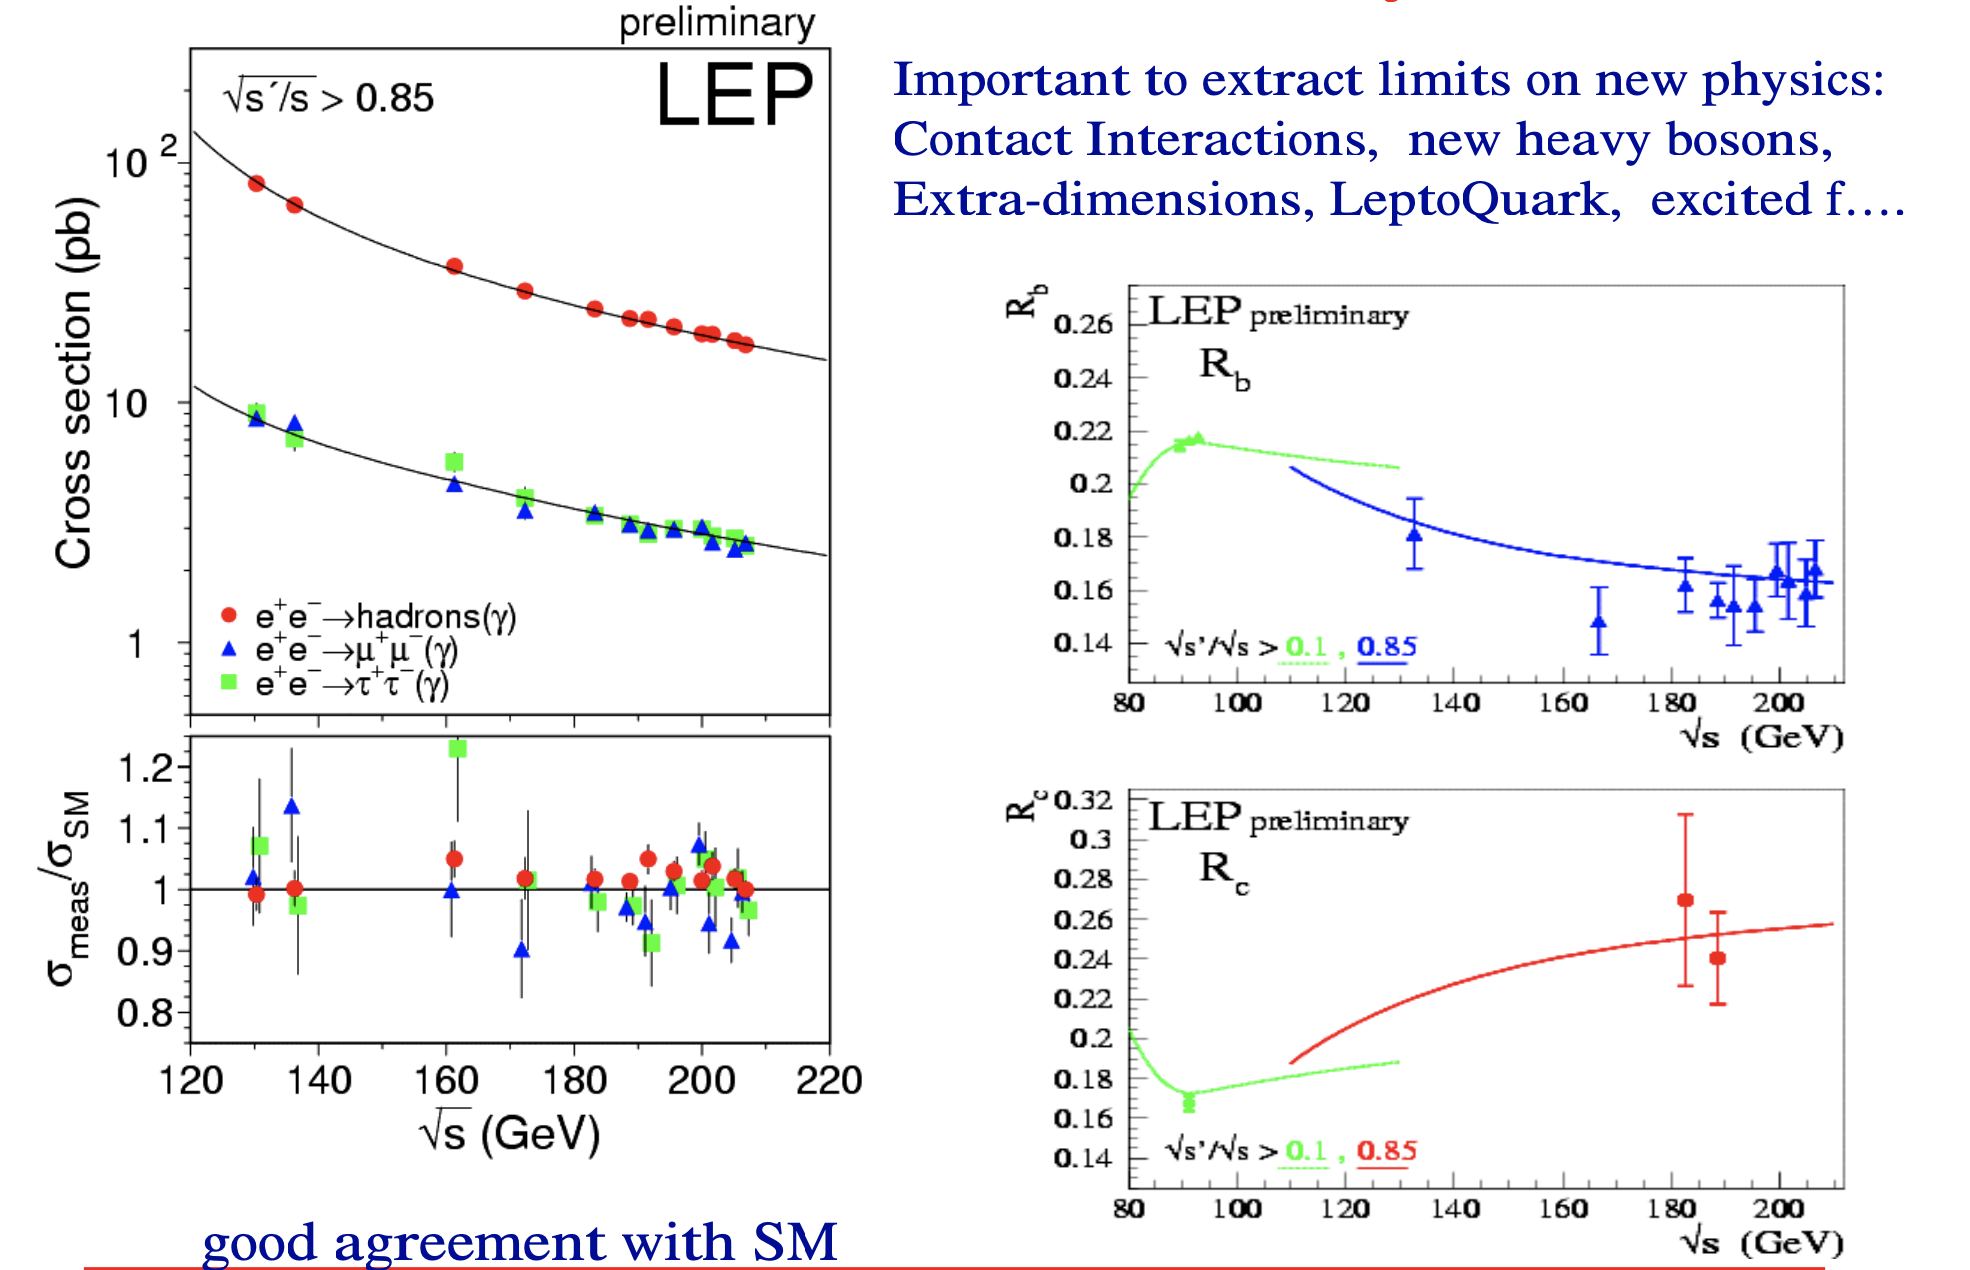 preliminary
LEP
√s´/s > 0.85
Cross section (pb)
10²
10
1
e⁺e⁻→hadrons(γ)
e⁺e⁻→μ⁺μ⁻(γ)
e⁺e⁻→τ⁺τ⁻(γ)
σmeas/σSM
1.2
1.1
1
0.9
0.8
120 140 160 180 200 220
√s (GeV)
good agreement with SM
Important to extract limits on new physics:
Contact Interactions, new heavy bosons,
Extra-dimensions, LeptoQuark, excited f....
Rb
LEP preliminary
Rb
0.26
0.24
0.22
0.2
0.18
0.16
0.14
√s'/√s > 0.1 , 0.85
80 100 120 140 160 180 200
√s (GeV)
Rc
LEP preliminary
Rc
0.32
0.3
0.28
0.26
0.24
0.22
0.2
0.18
0.16
0.14
√s'/√s > 0.1 , 0.85
80 100 120 140 160 180 200
√s (GeV)